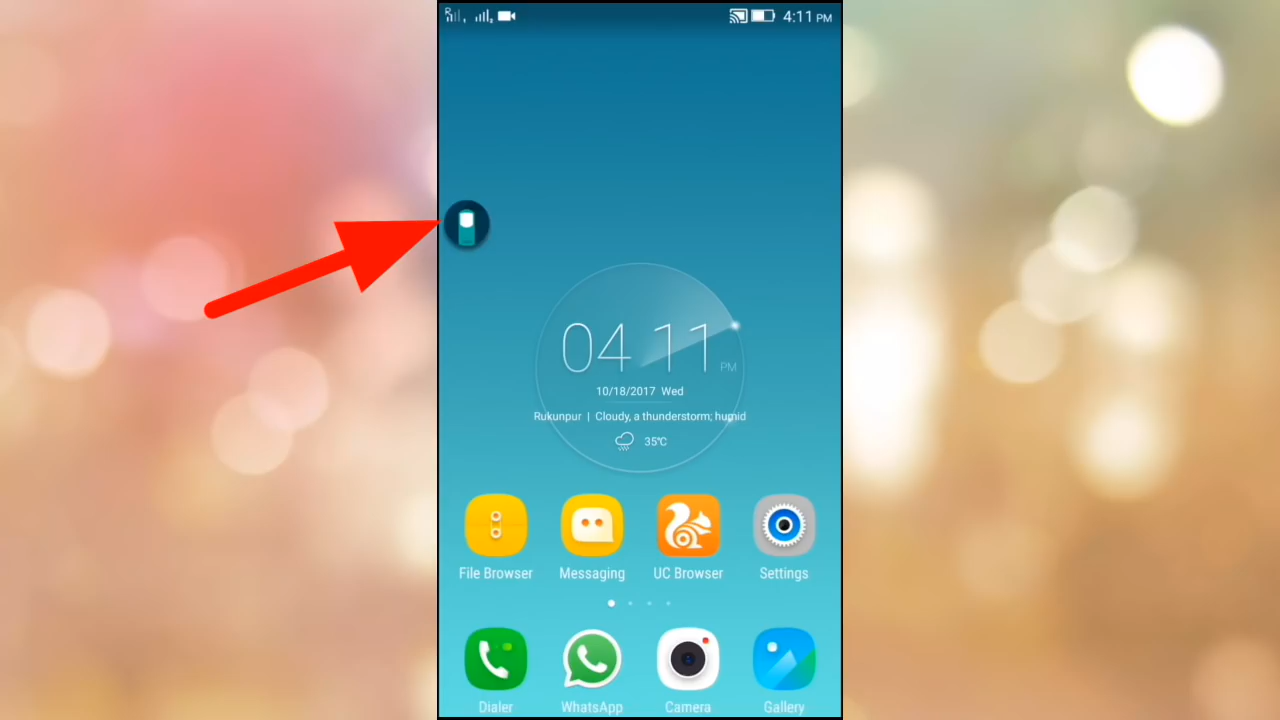 R
4:11 PM
04 11 PM
10/18/2017 Wed
Rukunpur | Cloudy, a thunderstorm; humid
35℃
File Browser Messaging UC Browser Settings
Dialer WhatsApp Camera Gallery